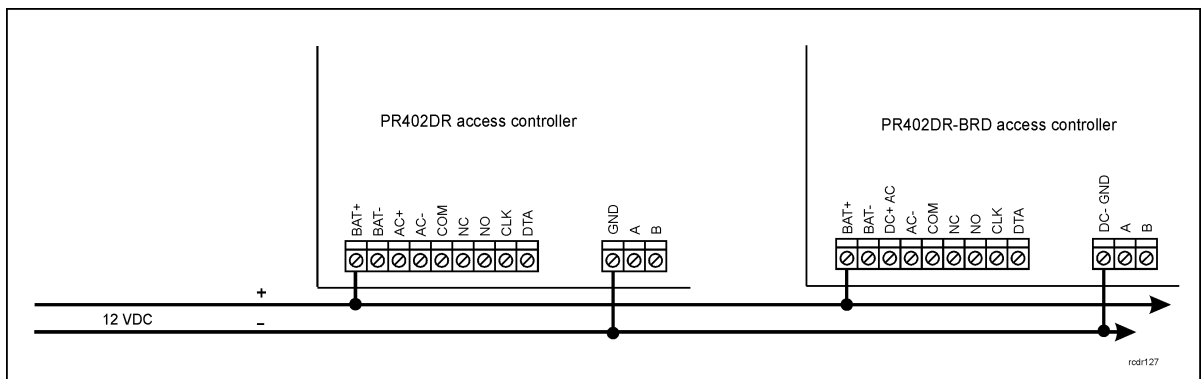 PR402DR access controller
PR402DR-BRD access controller
BAT+
BAT-
AC+
AC-
COM
NC
NO
CLK
DTA
GND
A
B
BAT+
BAT-
DC+ AC
AC-
COM
NC
NO
CLK
DTA
DC- GND
A
B
+
12 VDC
–
rcdr127